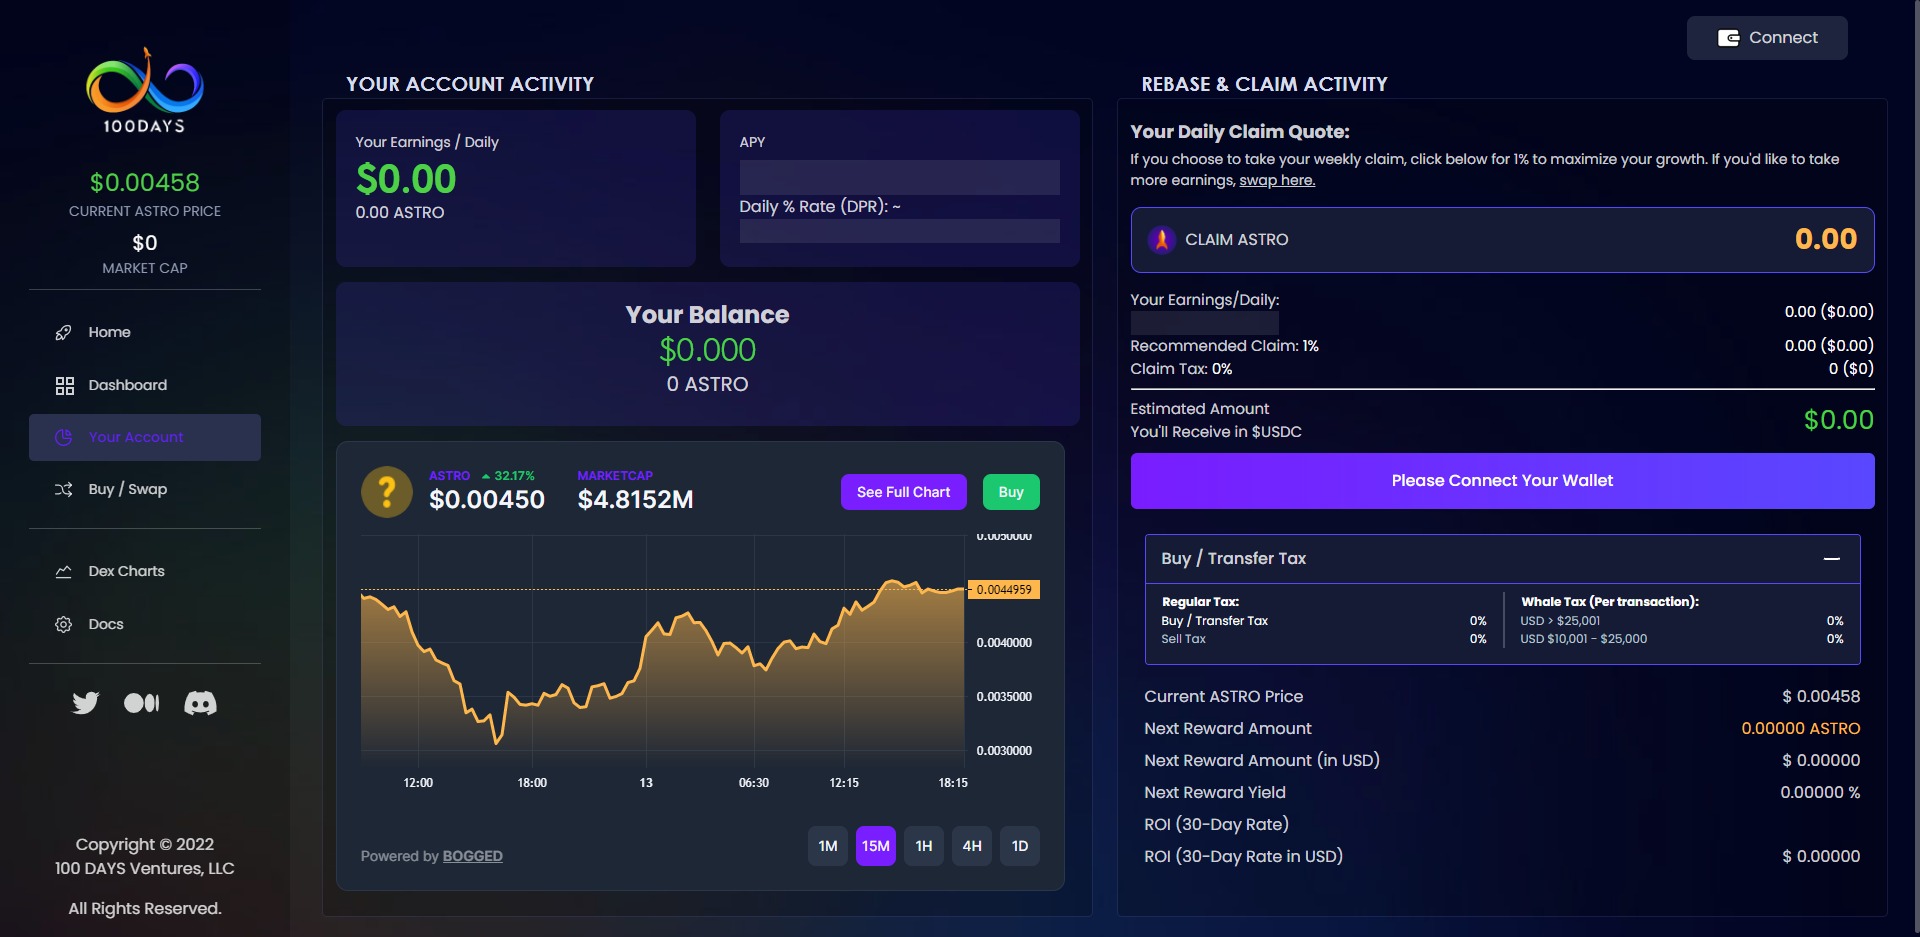 100DAYS
$0.00458
CURRENT ASTRO PRICE
$0
MARKET CAP
Home
Dashboard
Your Account
Buy / Swap
Dex Charts
Docs
Copyright © 2022
100 DAYS Ventures, LLC
All Rights Reserved.
Connect
YOUR ACCOUNT ACTIVITY
Your Earnings / Daily
$0.00
0.00 ASTRO
APY
Daily % Rate (DPR): ~
Your Balance
$0.000
0 ASTRO
?
ASTRO 32.17%
$0.00450
MARKETCAP
$4.8152M
See Full Chart
Buy
0.0050000
0.0044959
0.0040000
0.0035000
0.0030000
12:00 18:00 13 06:30 12:15 18:15
1M 15M 1H 4H 1D
Powered by BOGGED
REBASE & CLAIM ACTIVITY
Your Daily Claim Quote:
If you choose to take your weekly claim, click below for 1% to maximize your growth. If you'd like to take
more earnings, swap here.
CLAIM ASTRO 0.00
Your Earnings/Daily:
0.00 ($0.00)
Recommended Claim: 1% 0.00 ($0.00)
Claim Tax: 0% 0 ($0)
Estimated Amount
You'll Receive in $USDC
$0.00
Please Connect Your Wallet
Buy / Transfer Tax
Regular Tax:
Buy / Transfer Tax 0%
Sell Tax 0%
Whale Tax (Per transaction):
USD > $25,001 0%
USD $10,001 - $25,000 0%
Current ASTRO Price $ 0.00458
Next Reward Amount 0.00000 ASTRO
Next Reward Amount (in USD) $ 0.00000
Next Reward Yield 0.00000 %
ROI (30-Day Rate)
ROI (30-Day Rate in USD) $ 0.00000